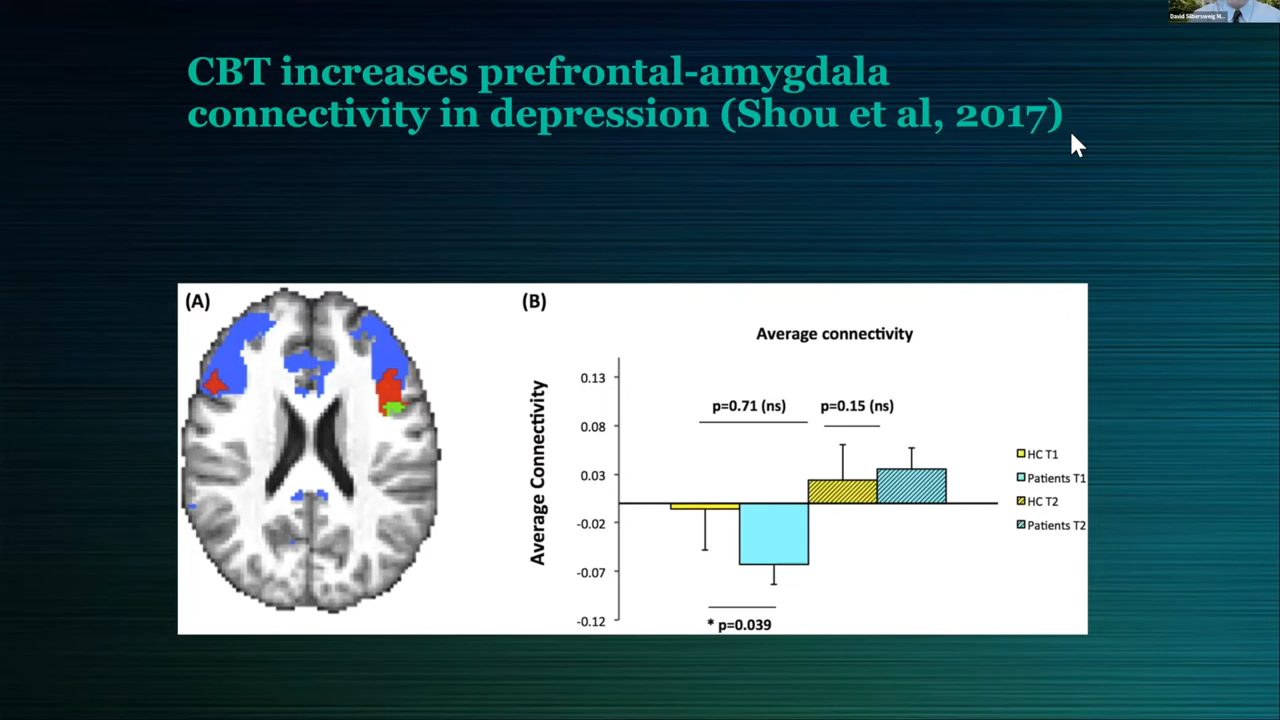 David Silbersweig M...
CBT increases prefrontal-amygdala
connectivity in depression (Shou et al, 2017)
(A)
(B)
Average connectivity
Average Connectivity
0.13
0.08
0.03
-0.02
-0.07
-0.12
p=0.71 (ns)
p=0.15 (ns)
* p=0.039
HC T1
Patients T1
HC T2
Patients T2